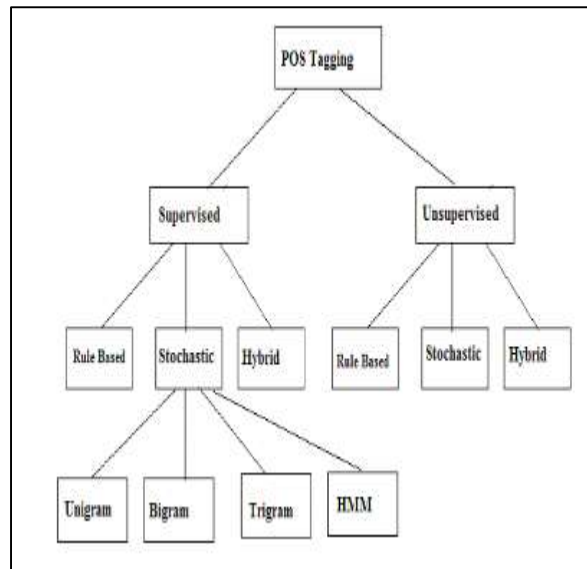 POS Tagging
Supervised
Unsupervised
Rule Based
Stochastic
Hybrid
Rule Based
Stochastic
Hybrid
Unigram
Bigram
Trigram
HMM